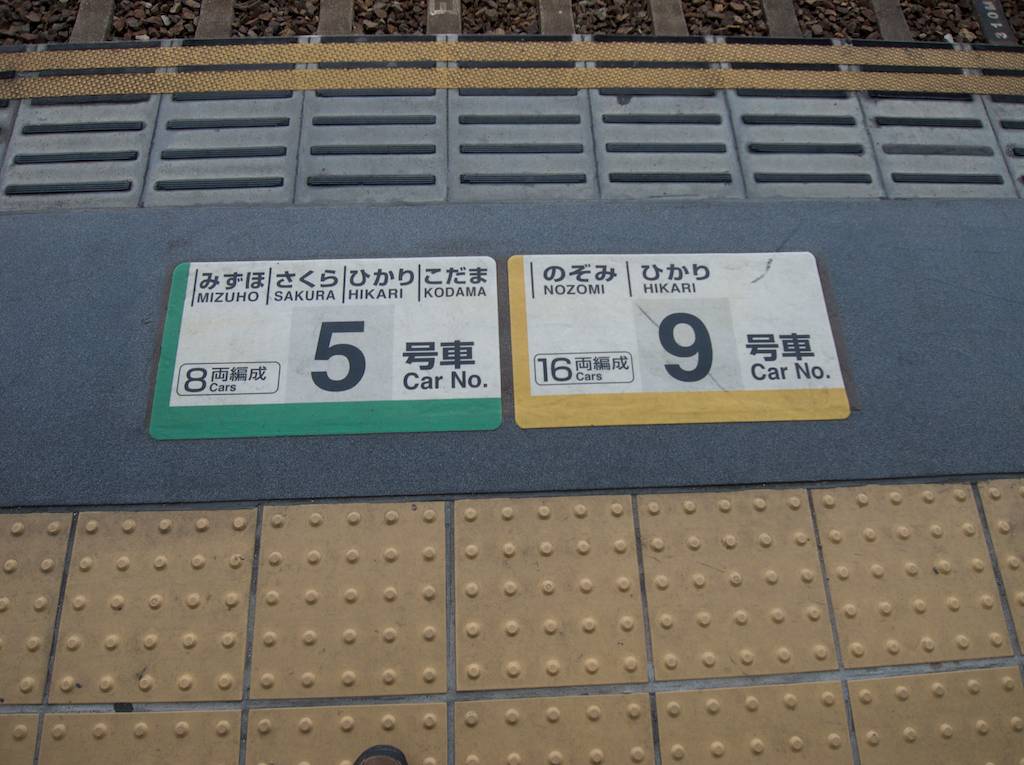 310M
みずほ さくら ひかり こだま
MIZUHO SAKURA HIKARI KODAMA
5 号車
8両編成
Cars
Car No.
のぞみ ひかり
NOZOMI HIKARI
9 号車
16両編成
Cars
Car No.